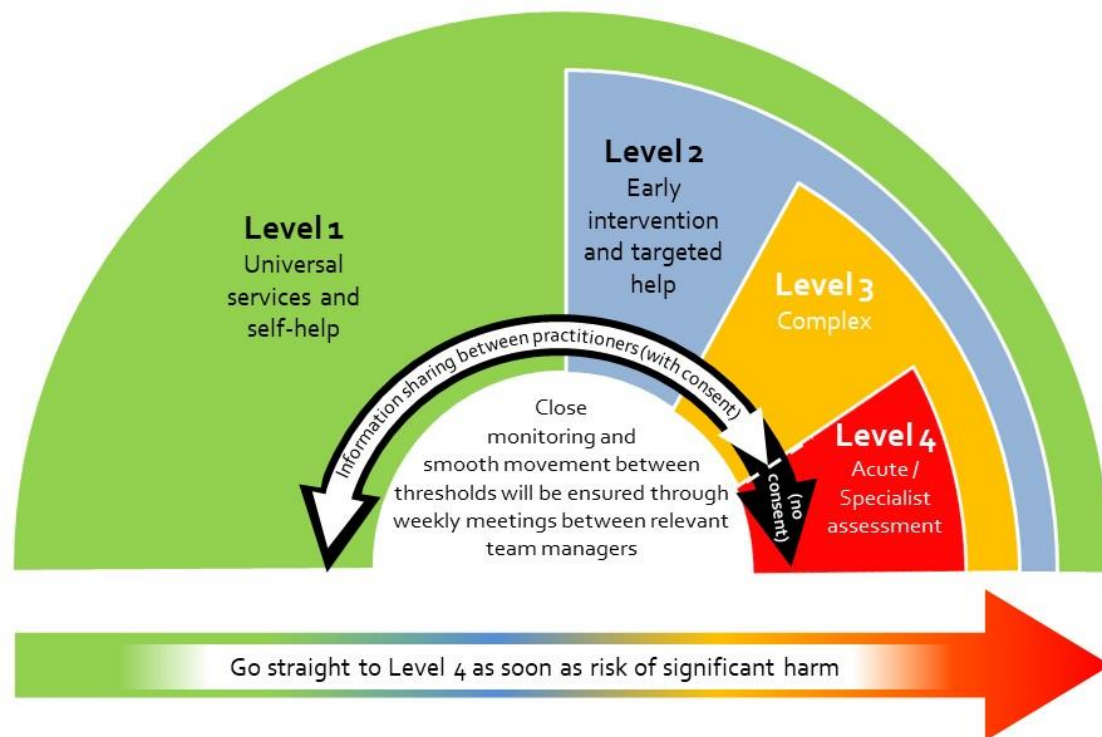 Level 1
Universal
services and
self-help
Level 2
Early
intervention
and targeted
help
Level 3
Complex
Level 4
Acute /
Specialist
assessment
Information sharing between practitioners (with consent)
(no
consent)
Close
monitoring and
smooth movement between
thresholds will be ensured through
weekly meetings between relevant
team managers
Go straight to Level 4 as soon as risk of significant harm